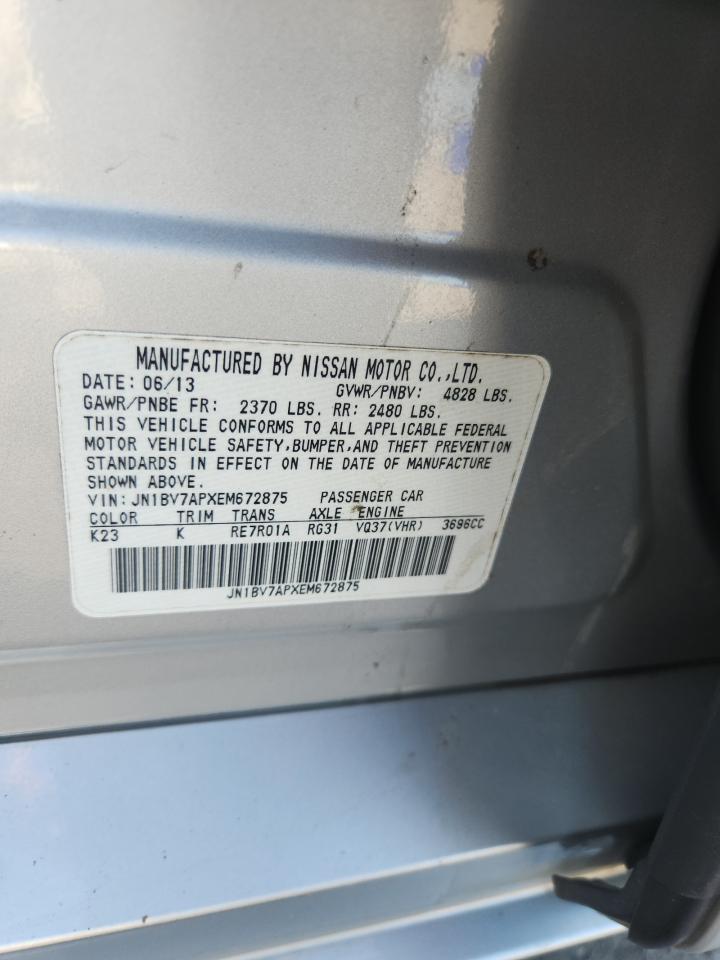 MANUFACTURED BY NISSAN MOTOR CO.,LTD.
DATE: 06/13 GVWR/PNBV: 4828 LBS.
GAWR/PNBE FR: 2370 LBS. RR: 2480 LBS.
THIS VEHICLE CONFORMS TO ALL APPLICABLE FEDERAL
MOTOR VEHICLE SAFETY,BUMPER,AND THEFT PREVENTION
STANDARDS IN EFFECT ON THE DATE OF MANUFACTURE
SHOWN ABOVE.
VIN: JN1BV7APXEM672875 PASSENGER CAR
COLOR TRIM TRANS AXLE ENGINE
K23 K RE7R01A RG31 VQ37(VHR) 3696CC
JN1BV7APXEM672875